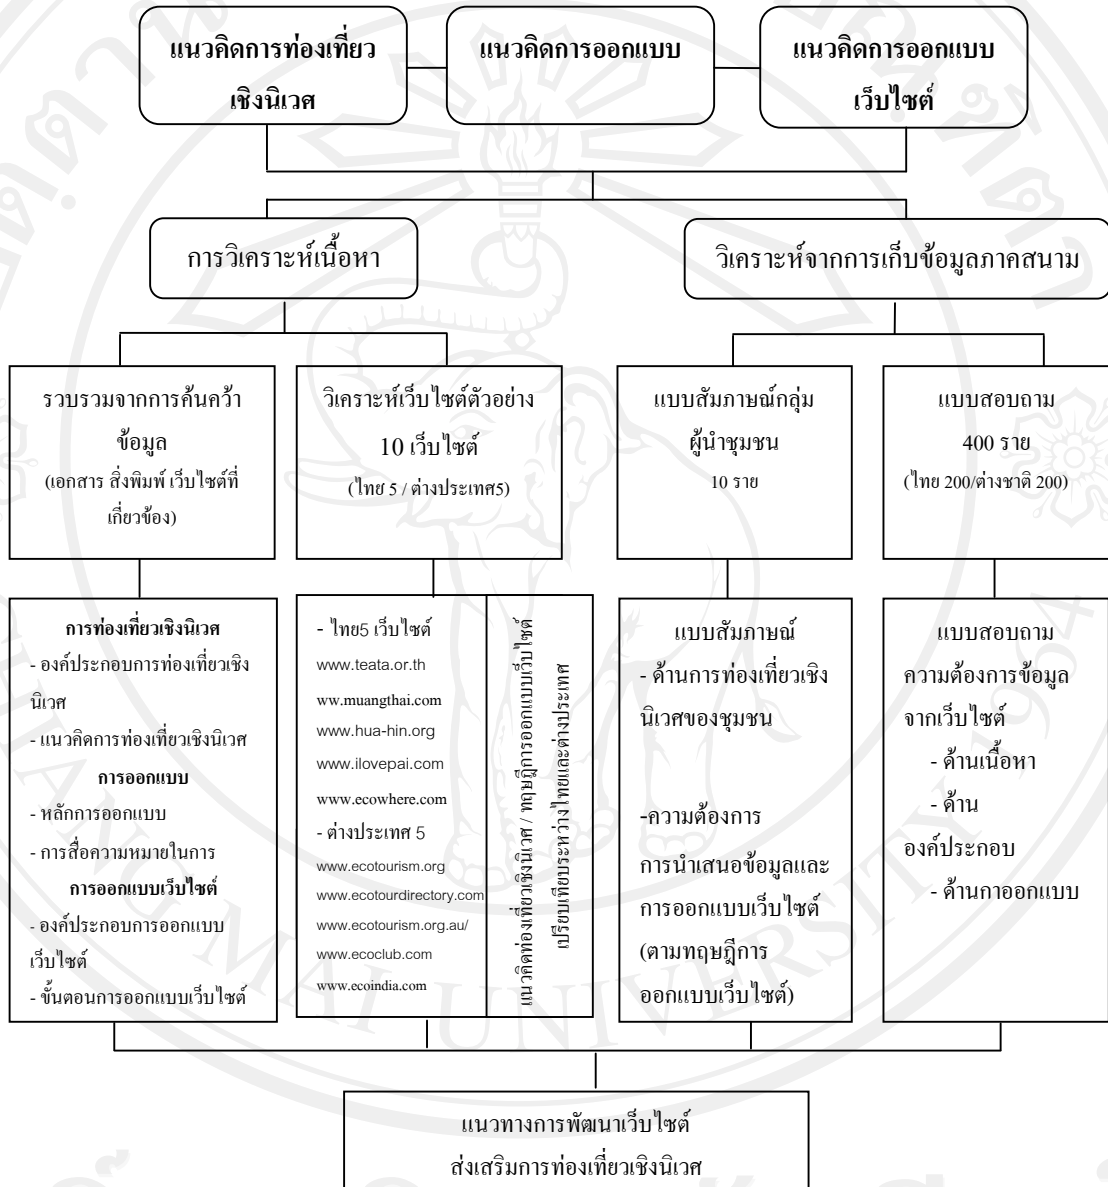 แนวคิดการท่องเที่ยว
เชิงนิเวศ
แนวคิดการออกแบบ
แนวคิดการออกแบบ
เว็บไซต์
การวิเคราะห์เนื้อหา
วิเคราะห์จากการเก็บข้อมูลภาคสนาม
รวบรวมจากการค้นคว้า
ข้อมูล
(เอกสาร สิ่งพิมพ์ เว็บไซต์ที่
เกี่ยวข้อง)
วิเคราะห์เว็บไซต์ตัวอย่าง
10 เว็บไซต์
(ไทย 5 / ต่างประเทศ5)
แบบสัมภาษณ์กลุ่ม
ผู้นำชุมชน
10 ราย
แบบสอบถาม
400 ราย
(ไทย 200/ต่างชาติ 200)
การท่องเที่ยวเชิงนิเวศ
- องค์ประกอบการท่องเที่ยวเชิง
นิเวศ
- แนวคิดการท่องเที่ยวเชิงนิเวศ
การออกแบบ
- หลักการออกแบบ
- การสื่อความหมายในการ
การออกแบบเว็บไซต์
- องค์ประกอบการออกแบบ
เว็บไซต์
- ขั้นตอนการออกแบบเว็บไซต์
- ไทย5 เว็บไซต์
www.teata.or.th
ww.muangthai.com
www.hua-hin.org
www.ilovepai.com
www.ecowhere.com
- ต่างประเทศ 5
www.ecotourism.org
www.ecotourdirectory.com
www.ecotourism.org.au/
www.ecoclub.com
www.ecoindia.com
แนวคิดท่องเที่ยวเชิงนิเวศ / ทฤษฎีการออกแบบเว็บไซต์
เปรียบเทียบระหว่างไทยและต่างประเทศ
แบบสัมภาษณ์
- ด้านการท่องเที่ยวเชิง
นิเวศของชุมชน
-ความต้องการ
การนำเสนอข้อมูลและ
การออกแบบเว็บไซต์
(ตามทฤษฎีการ
ออกแบบเว็บไซต์)
แบบสอบถาม
ความต้องการข้อมูล
จากเว็บไซต์
- ด้านเนื้อหา
- ด้าน
องค์ประกอบ
- ด้านกาออกแบบ
แนวทางการพัฒนาเว็บไซต์
ส่งเสริมการท่องเที่ยวเชิงนิเวศ